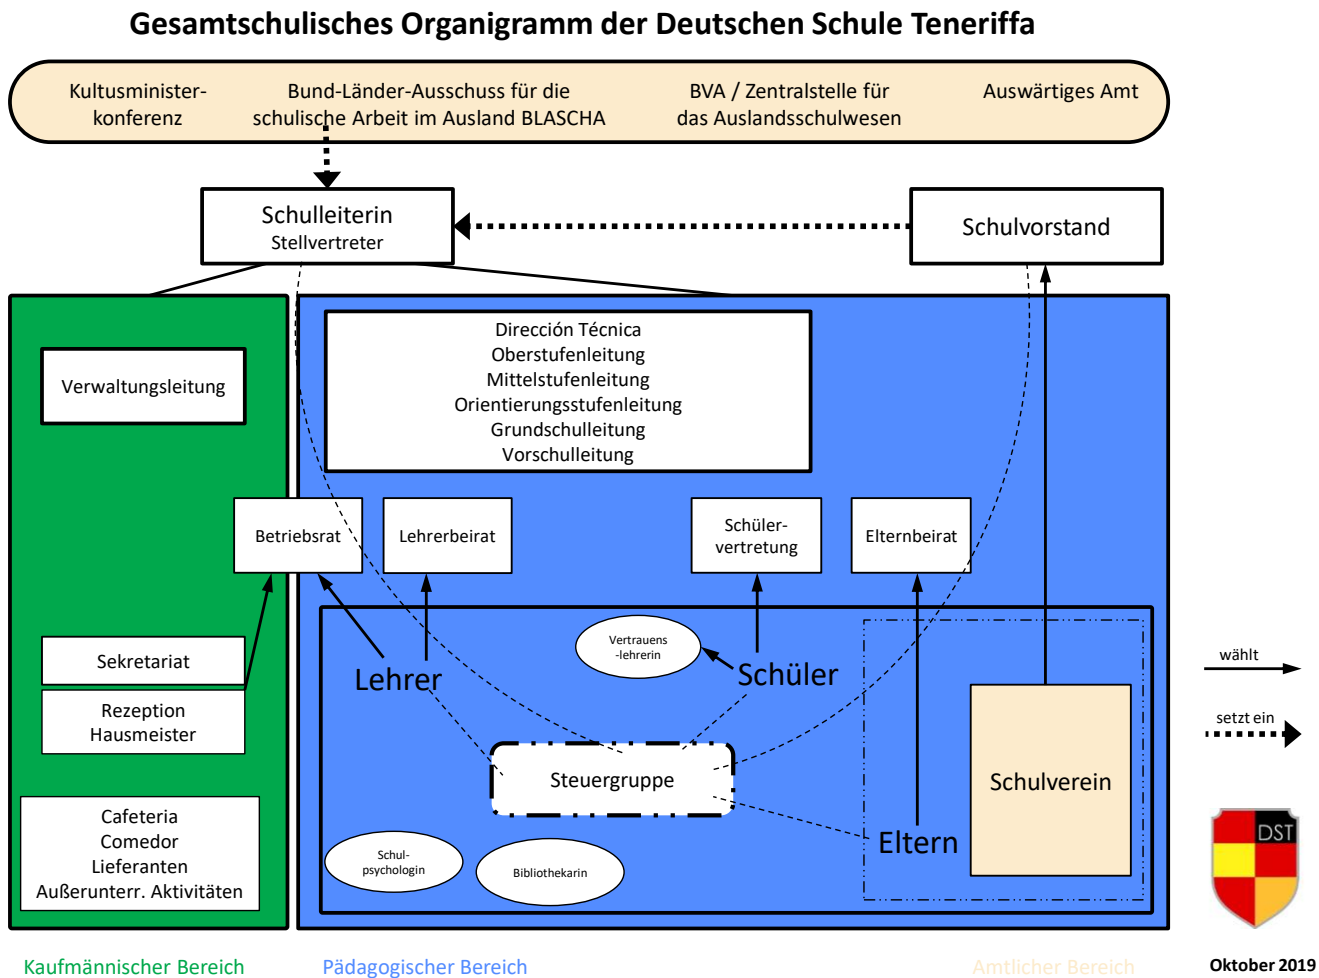 Gesamtschulisches Organigramm der Deutschen Schule Teneriffa
Kultusminister-
konferenz
Bund-Länder-Ausschuss für die
schulische Arbeit im Ausland BLASCHA
BVA / Zentralstelle für
das Auslandsschulwesen
Auswärtiges Amt
Schulleiterin
Stellvertreter
Schulvorstand
Verwaltungsleitung
Dirección Técnica
Oberstufenleitung
Mittelstufenleitung
Orientierungsstufenleitung
Grundschulleitung
Vorschulleitung
Betriebsrat
Lehrerbeirat
Schüler-
vertretung
Elternbeirat
Sekretariat
Rezeption
Hausmeister
Cafeteria
Comedor
Lieferanten
Außerunterr. Aktivitäten
Lehrer
Vertrauens
-lehrerin
Schüler
Steuergruppe
Schulverein
Eltern
Schul-
psychologin
Bibliothekarin
wählt
setzt ein
DST
Kaufmännischer Bereich
Pädagogischer Bereich
Amtlicher Bereich
Oktober 2019